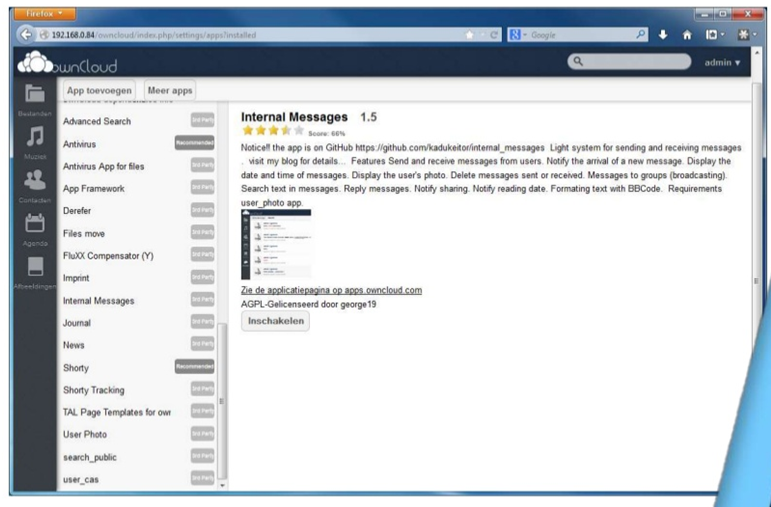 Firefox
192.168.0.84/owncloud/index.php/settings/apps?installed
Google
ownCloud
admin
App toevoegen
Meer apps
Bestanden
Muziek
Contacten
Agenda
Afbeeldingen
Advanced Search 3rd Party
Antivirus Recommended
Antivirus App for files 3rd Party
App Framework 3rd Party
Derefer 3rd Party
Files move 3rd Party
FluXX Compensator (Y) 3rd Party
Imprint 3rd Party
Internal Messages 3rd Party
Journal 3rd Party
News 3rd Party
Shorty Recommended
Shorty Tracking 3rd Party
TAL Page Templates for owr 3rd Party
User Photo 3rd Party
search_public 3rd Party
user_cas 3rd Party
Internal Messages 1.5
Score: 66%
Notice!! the app is on GitHub https://github.com/kadukeitor/internal_messages Light system for sending and receiving messages
. visit my blog for details... Features Send and receive messages from users. Notify the arrival of a new message. Display the
date and time of messages. Display the user's photo. Delete messages sent or received. Messages to groups (broadcasting).
Search text in messages. Reply messages. Notify sharing. Notify reading date. Formating text with BBCode. Requirements
user_photo app.
Zie de applicatiepagina op apps.owncloud.com
AGPL-Gelicenseerd door george19
Inschakelen